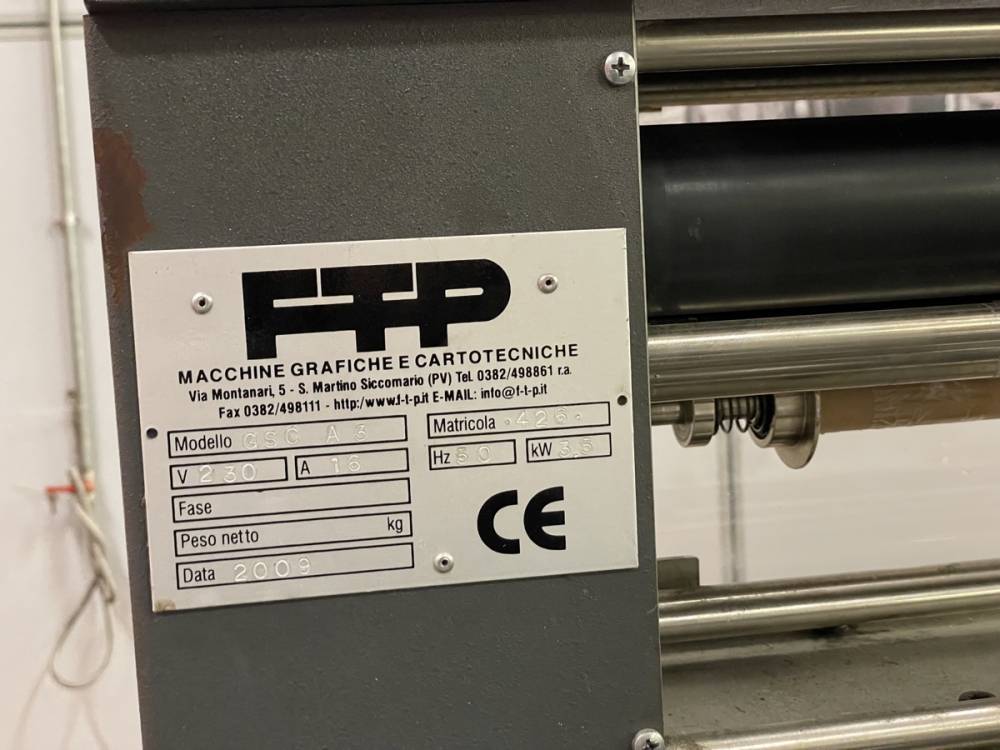 FTP
MACCHINE GRAFICHE E CARTOTECNICHE
Via Montanari, 5 - S. Martino Siccomario (PV) Tel. 0382/498861 r.a.
Fax 0382/498111 - http:/www.f-t-p.it E-MAIL: info@f-t-p.it
Modello GSC A3
Matricola .426.
V 230
A 16
Hz 50
kW 3,5
Fase
Peso netto kg
Data 2009
CE